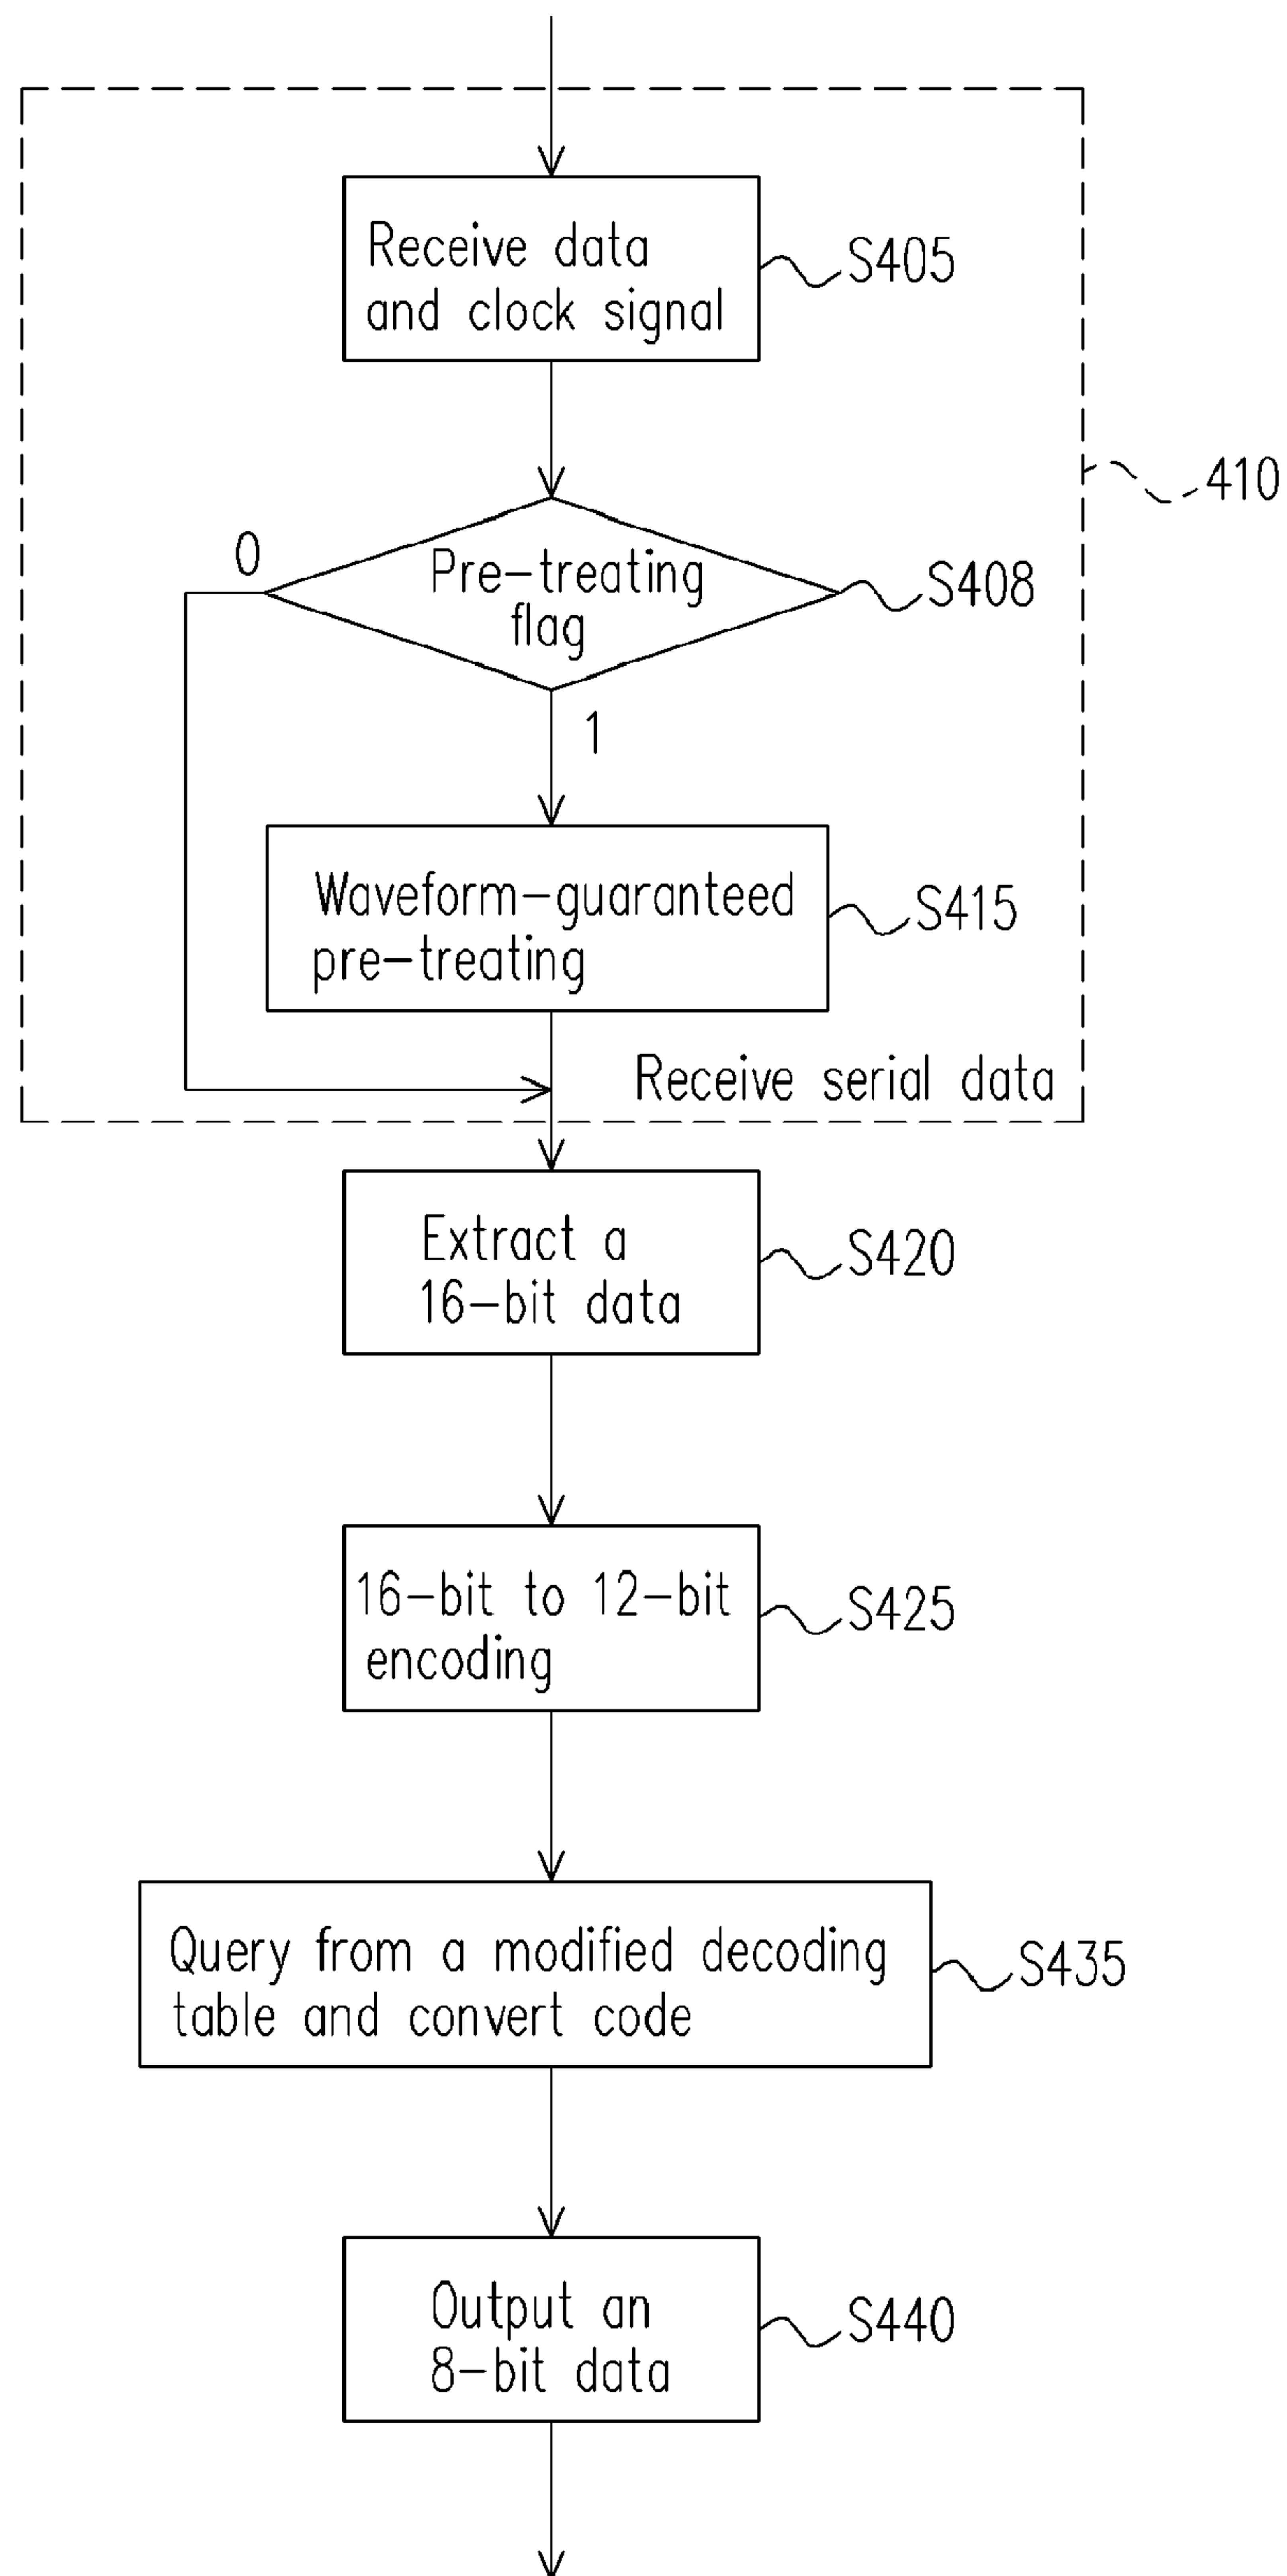 Receive data
and clock signal
S405
410
0
Pre-treating
flag
S408
1
Waveform-guaranteed
pre-treating
S415
Receive serial data
Extract a
16-bit data
S420
16-bit to 12-bit
encoding
S425
Query from a modified decoding
table and convert code
S435
Output an
8-bit data
S440